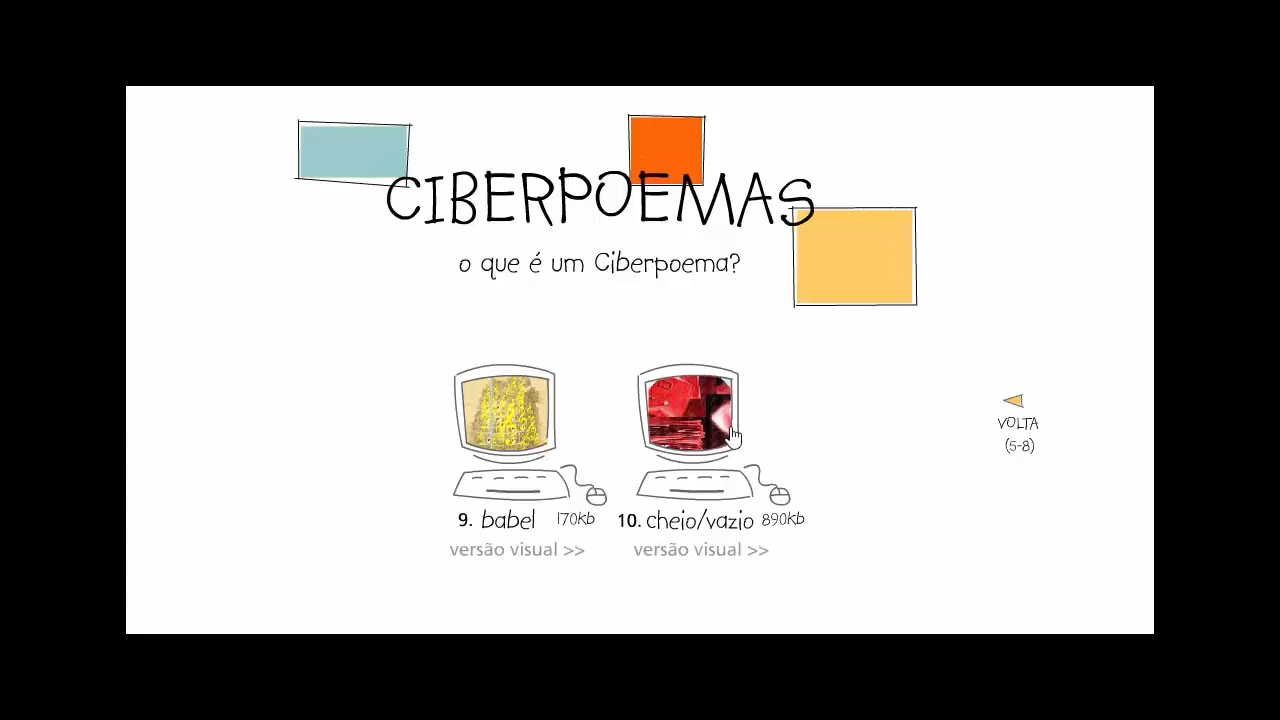 CIBERPOEMAS
o que é um Ciberpoema?
VOLTA
(5-8)
9. babel 170kb
10. cheio/vazio 890kb
versão visual >>
versão visual >>